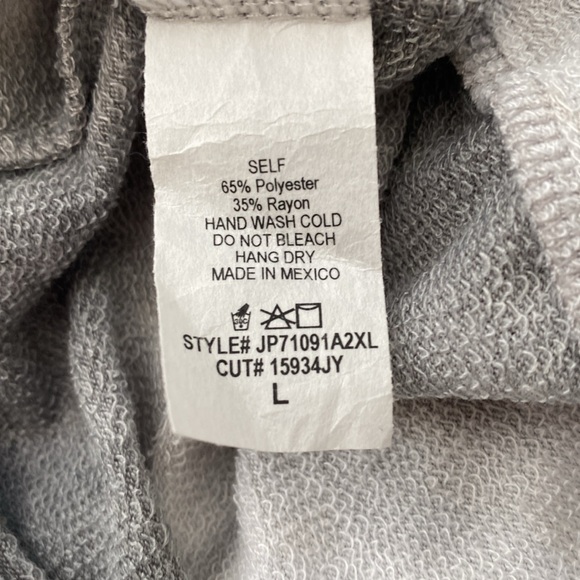 SELF
65% Polyester
35% Rayon
HAND WASH COLD
DO NOT BLEACH
HANG DRY
MADE IN MEXICO
STYLE# JP71091A2XL
CUT# 15934JY
L